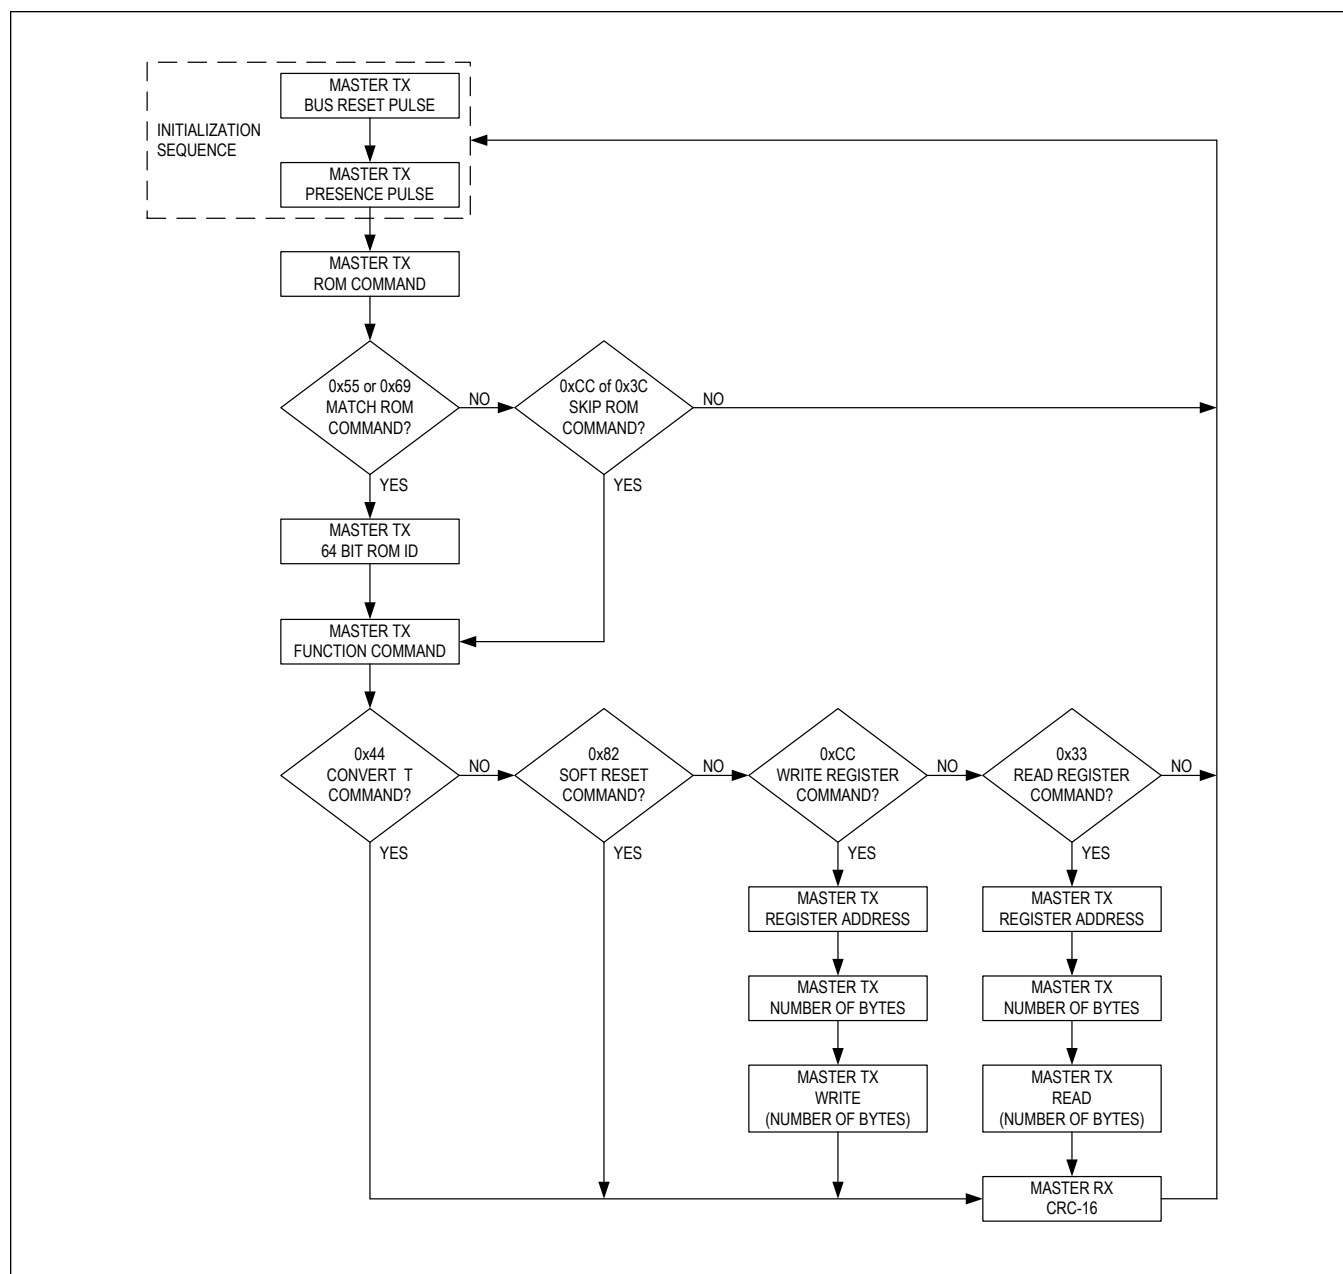 MASTER TX
BUS RESET PULSE
INITIALIZATION
SEQUENCE
MASTER TX
PRESENCE PULSE
MASTER TX
ROM COMMAND
0x55 or 0x69
MATCH ROM
COMMAND?
NO
0xCC of 0x3C
SKIP ROM
COMMAND?
NO
YES
YES
MASTER TX
64 BIT ROM ID
MASTER TX
FUNCTION COMMAND
0x44
CONVERT T
COMMAND?
NO
0x82
SOFT RESET
COMMAND?
NO
0xCC
WRITE REGISTER
COMMAND?
NO
0x33
READ REGISTER
COMMAND?
NO
YES
YES
YES
YES
MASTER TX
REGISTER ADDRESS
MASTER TX
REGISTER ADDRESS
MASTER TX
NUMBER OF BYTES
MASTER TX
NUMBER OF BYTES
MASTER TX
WRITE
(NUMBER OF BYTES)
MASTER TX
READ
(NUMBER OF BYTES)
MASTER RX
CRC-16